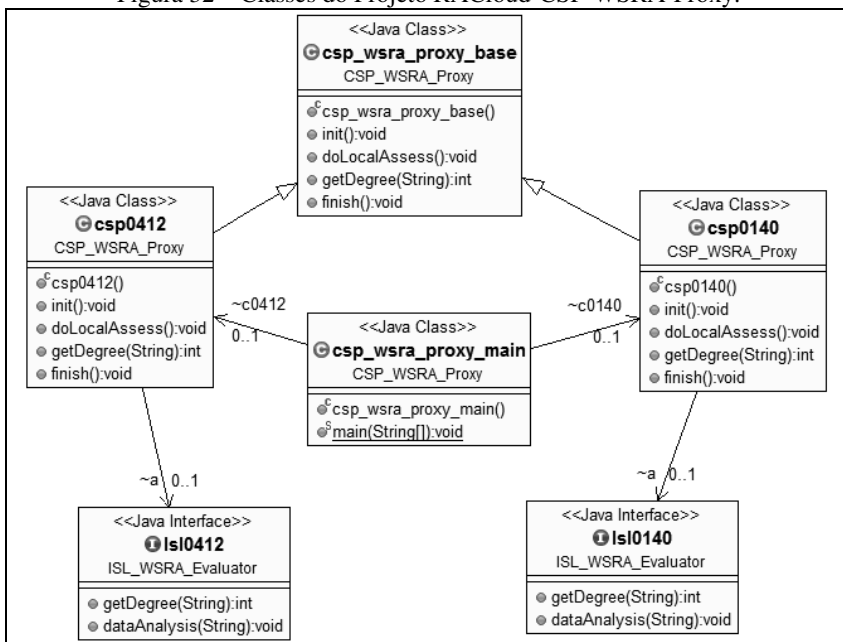 Figura 32 – Classes do Projeto RACloud-CSP-WSRA-Proxy.
<<Java Class>>
csp_wsra_proxy_base
CSP_WSRA_Proxy
csp_wsra_proxy_base()
init():void
doLocalAssess():void
getDegree(String):int
finish():void
<<Java Class>>
csp0412
CSP_WSRA_Proxy
csp0412()
init():void
doLocalAssess():void
getDegree(String):int
finish():void
<<Java Class>>
csp0140
CSP_WSRA_Proxy
csp0140()
init():void
doLocalAssess():void
getDegree(String):int
finish():void
~c0412
0..1
~c0140
0..1
<<Java Class>>
csp_wsra_proxy_main
CSP_WSRA_Proxy
csp_wsra_proxy_main()
main(String[]):void
~a 0..1
~a 0..1
<<Java Interface>>
Isl0412
ISL_WSRA_Evaluator
getDegree(String):int
dataAnalysis(String):void
<<Java Interface>>
Isl0140
ISL_WSRA_Evaluator
getDegree(String):int
dataAnalysis(String):void